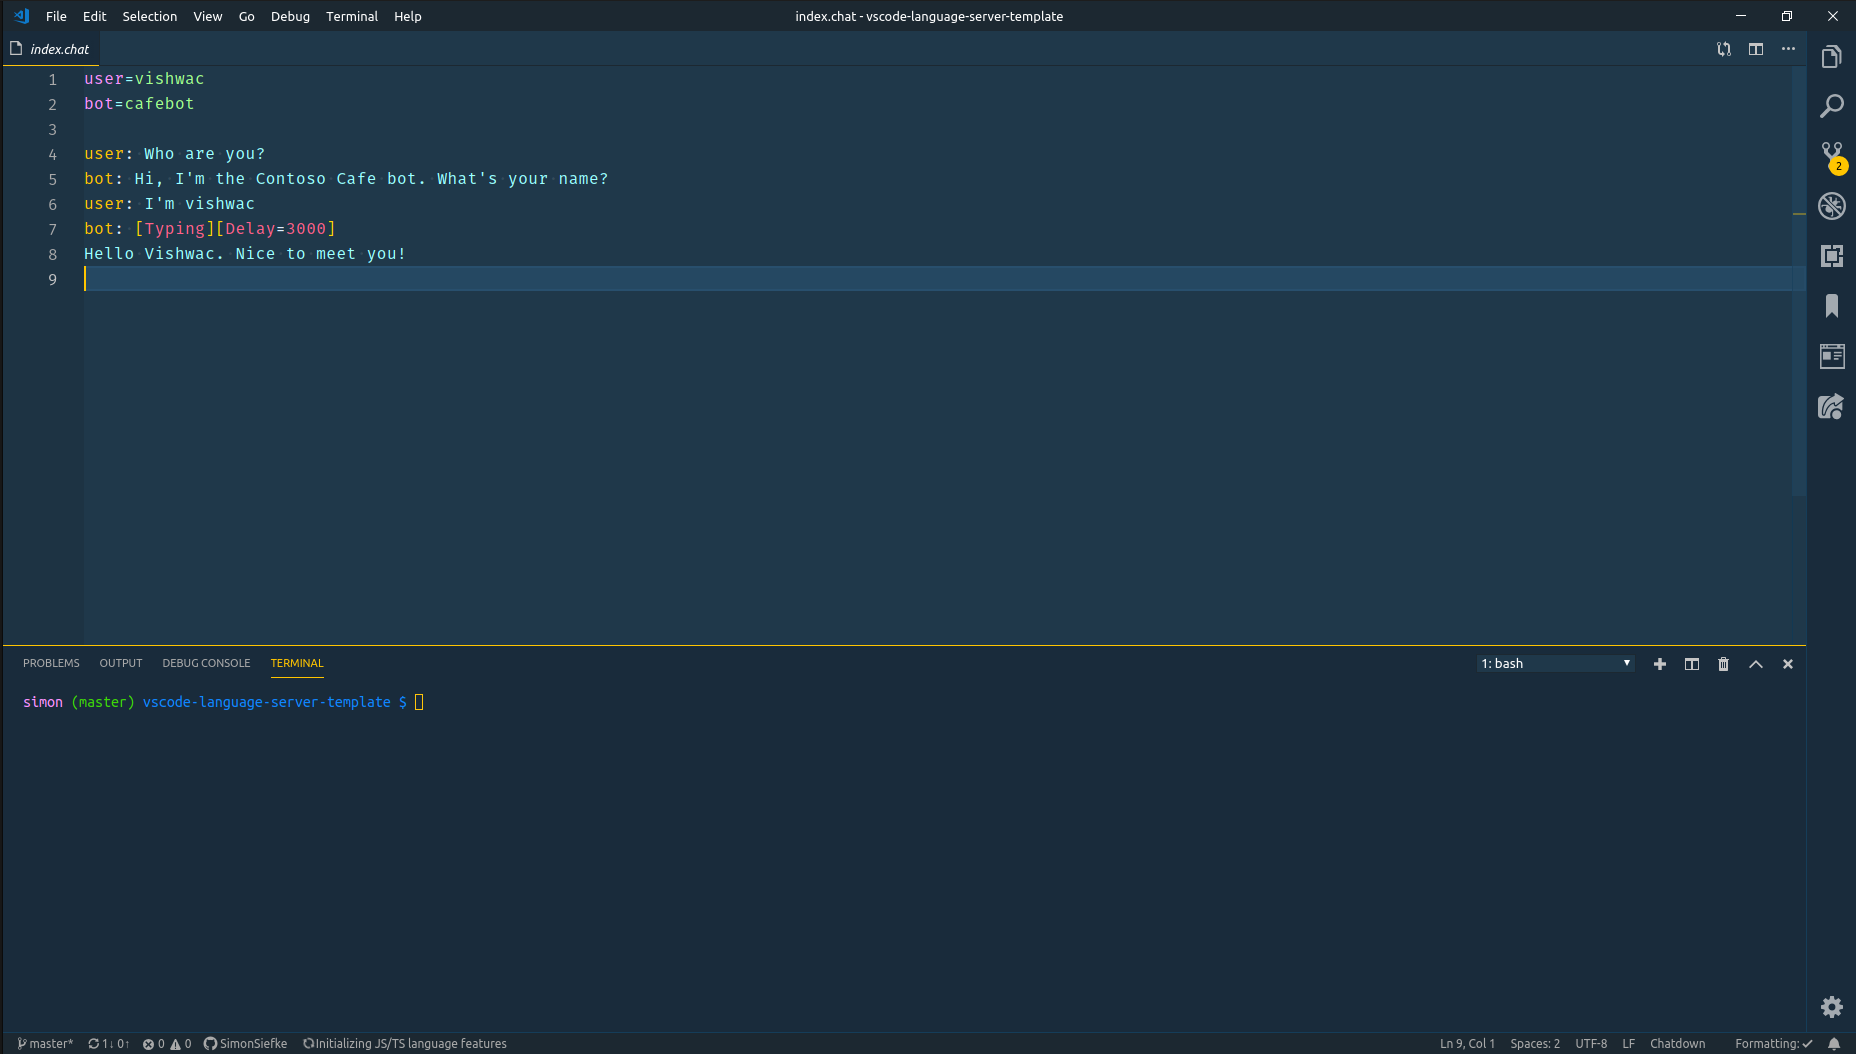 File Edit Selection View Go Debug Terminal Help
index.chat - vscode-language-server-template
index.chat
1 user=vishwac
2 bot=cafebot
3
4 user: Who are you?
5 bot: Hi, I'm the Contoso Cafe bot. What's your name?
6 user: I'm vishwac
7 bot: [Typing][Delay=3000]
8 Hello Vishwac. Nice to meet you!
9
2
PROBLEMS OUTPUT DEBUG CONSOLE TERMINAL 1: bash
simon (master) vscode-language-server-template $
master* 1↓ 0↑ 0 0 SimonSiefke Initializing JS/TS language features Ln 9, Col 1 Spaces: 2 UTF-8 LF Chatdown Formatting: ✓